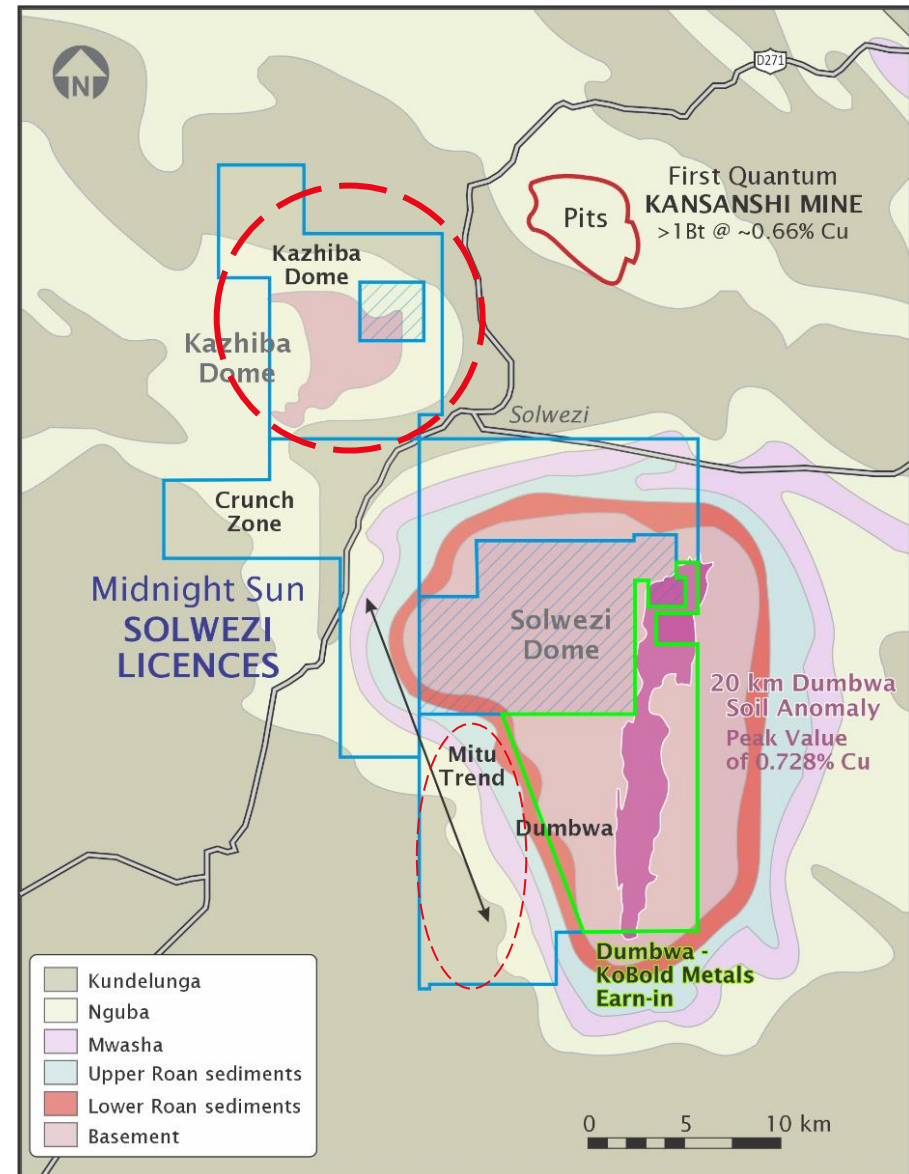 N
D271
First Quantum
KANSANSHI MINE
>1Bt @ ~0.66% Cu
Pits
Kazhiba
Dome
Kazhiba
Dome
Solwezi
Crunch
Zone
Midnight Sun
SOLWEZI
LICENCES
Solwezi
Dome
20 km Dumbwa
Soil Anomaly
Peak Value
of 0.728% Cu
Mitu
Trend
Dumbwa
Dumbwa -
KoBold Metals
Earn-in
Kundelunga
Nguba
Mwasha
Upper Roan sediments
Lower Roan sediments
Basement
0 5 10 km